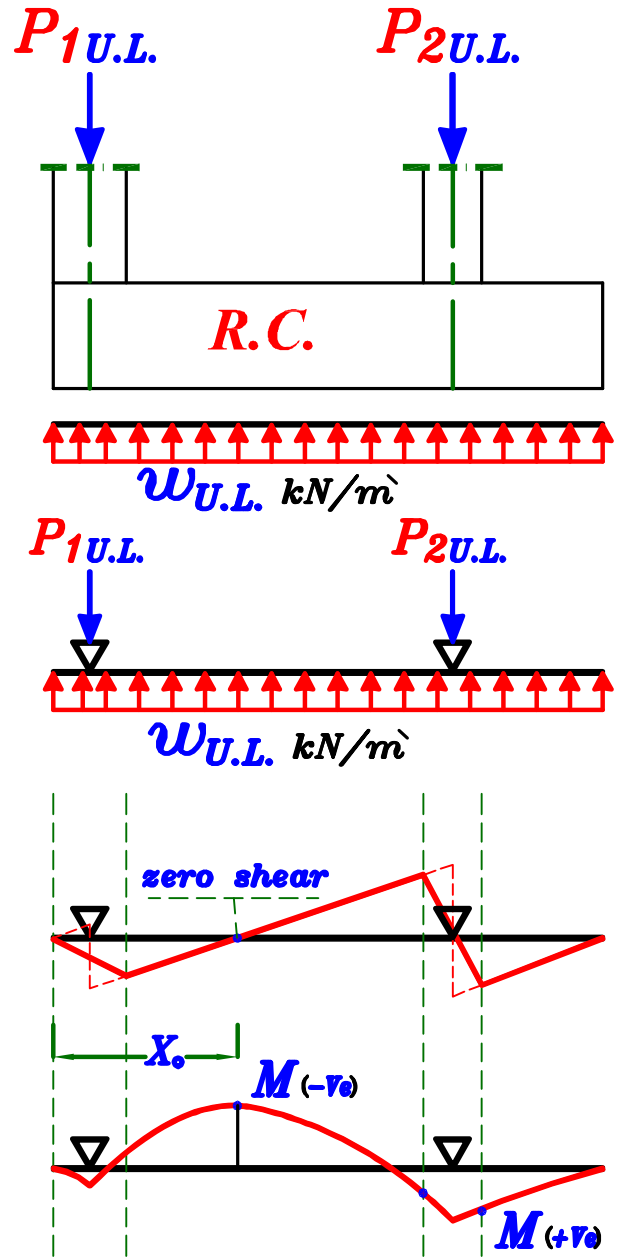 P1U.L. P2U.L.
R.C.
wU.L. kN/m`
P1U.L. P2U.L.
wU.L. kN/m`
zero shear
Xo
M(-Ve)
M(+Ve)